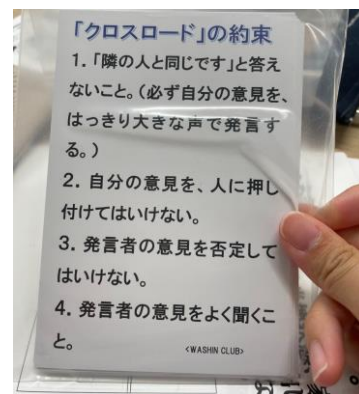 「クロスロード」の約束
1.「隣の人と同じです」と答え
ないこと。（必ず自分の意見を、
はっきり大きな声で発言す
る。）
2.自分の意見を、人に押し
付けてはいけない。
3.発言者の意見を否定して
はいけない。
4.発言者の意見をよく聞くこ
と。
<WASHIN CLUB>